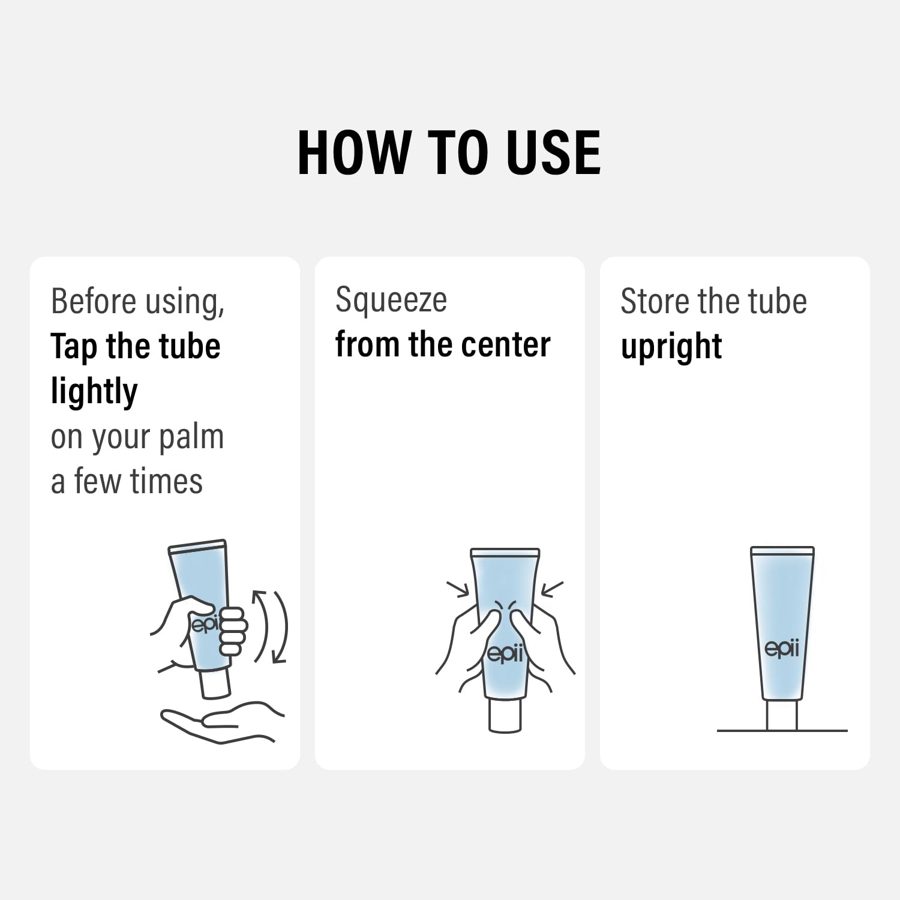 HOW TO USE
Before using,
Tap the tube
lightly
on your palm
a few times
epii
Squeeze
from the center
epii
Store the tube
upright
epii